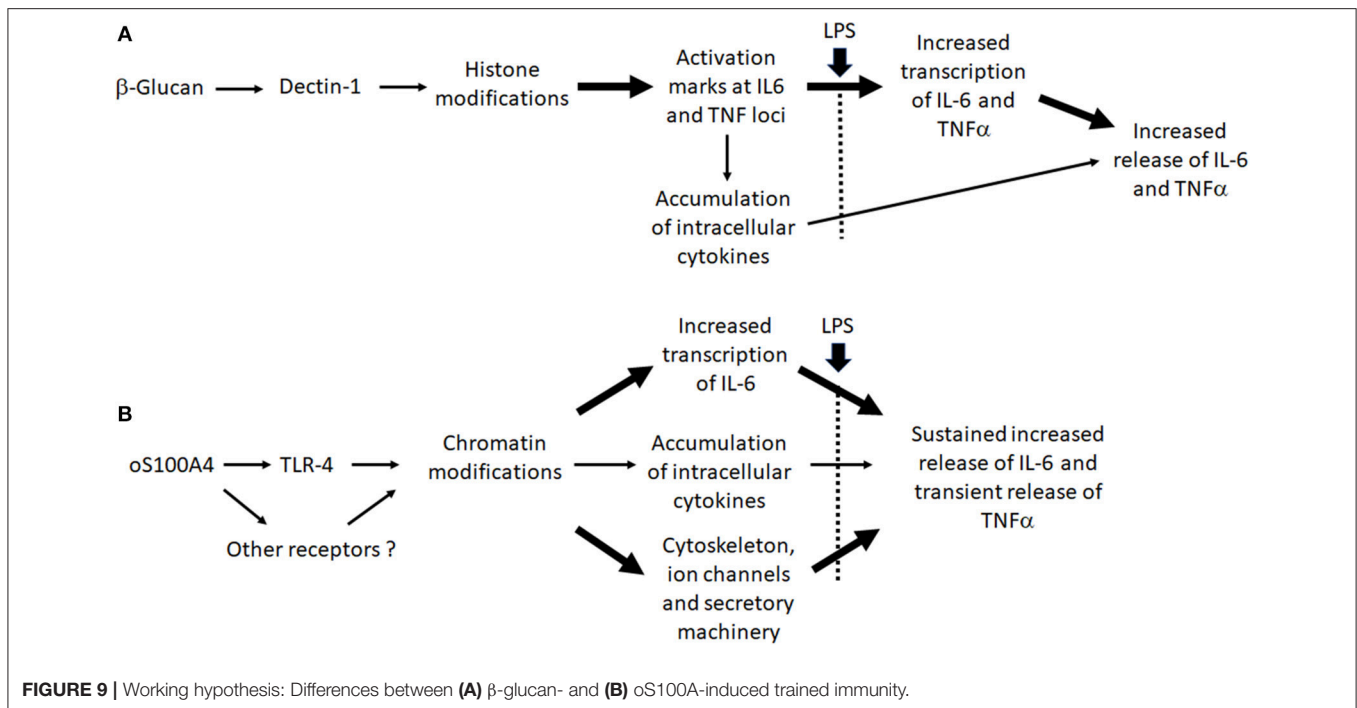 A
β-Glucan
Dectin-1
Histone
modifications
Activation
marks at IL6
and TNF loci
LPS
Increased
transcription
of IL-6 and
TNFα
Increased
release of IL-6
and TNFα
Accumulation
of intracellular
cytokines
B
oS100A4
TLR-4
Other receptors ?
Chromatin
modifications
Increased
transcription
of IL-6
LPS
Accumulation
of intracellular
cytokines
Cytoskeleton,
ion channels
and secretory
machinery
Sustained increased
release of IL-6 and
transient release of
TNFα
FIGURE 9 | Working hypothesis: Differences between (A) β-glucan- and (B) oS100A-induced trained immunity.